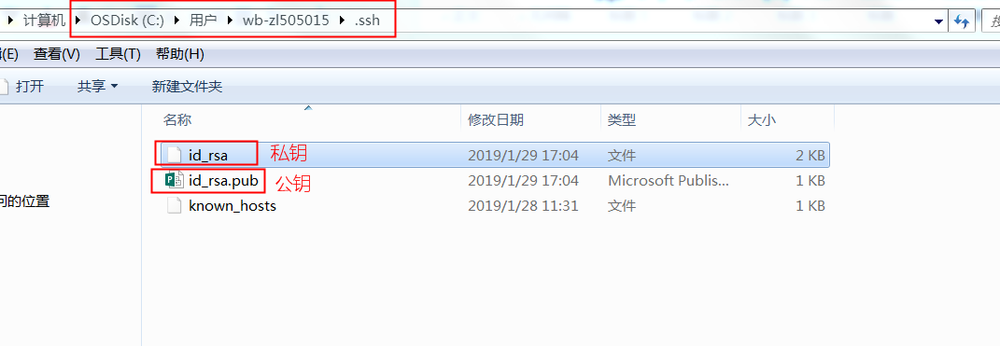 计算机 OSDisk (C:) 用户 wb-zl505015 .ssh
(E) 查看(V) 工具(T) 帮助(H)
打开 共享 新建文件夹
名称 修改日期 类型 大小
id_rsa 私钥 2019/1/29 17:04 文件 2 KB
id_rsa.pub 公钥 2019/1/29 17:04 Microsoft Publis... 1 KB
known_hosts 2019/1/28 11:31 文件 1 KB
问的位置